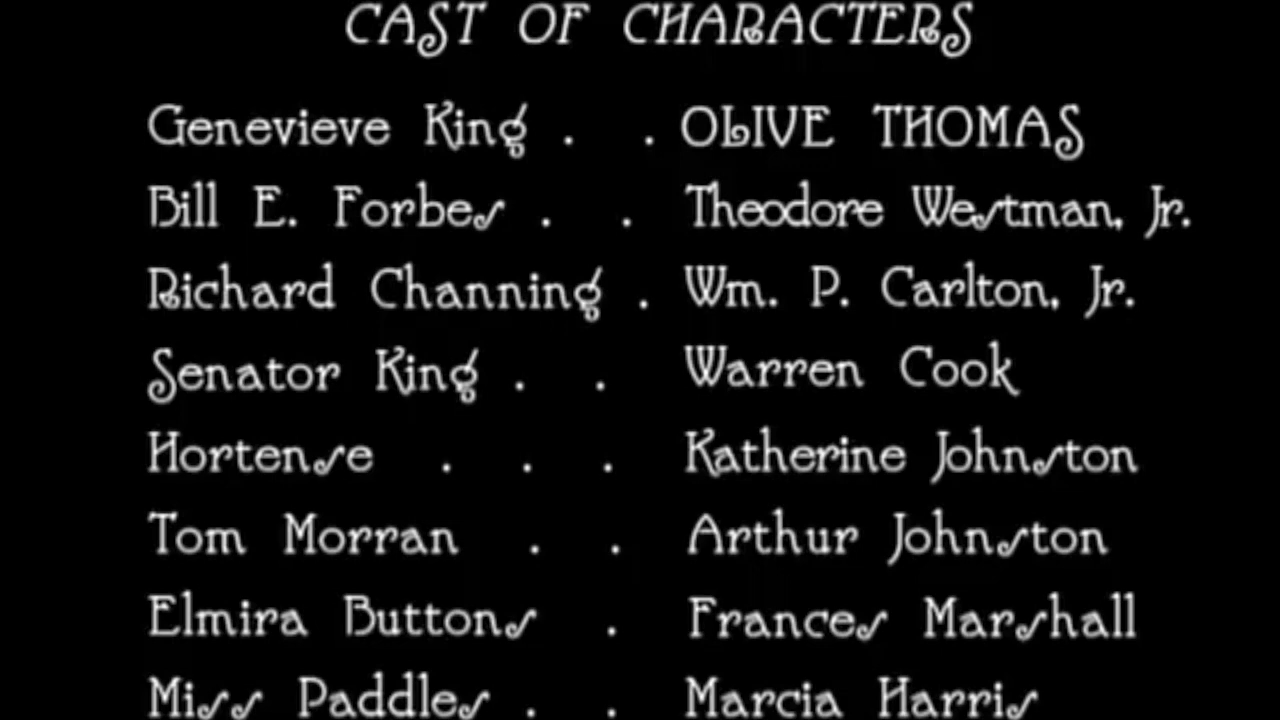 CAST OF CHARACTERS
Genevieve King . . OLIVE THOMAS
Bill E. Forbes . . Theodore Westman, Jr.
Richard Channing . Wm. P. Carlton, Jr.
Senator King . . Warren Cook
Hortense . . . Katherine Johnston
Tom Morran . . Arthur Johnston
Elmira Buttons . Frances Marshall
Miss Paddles . . Marcia Harris